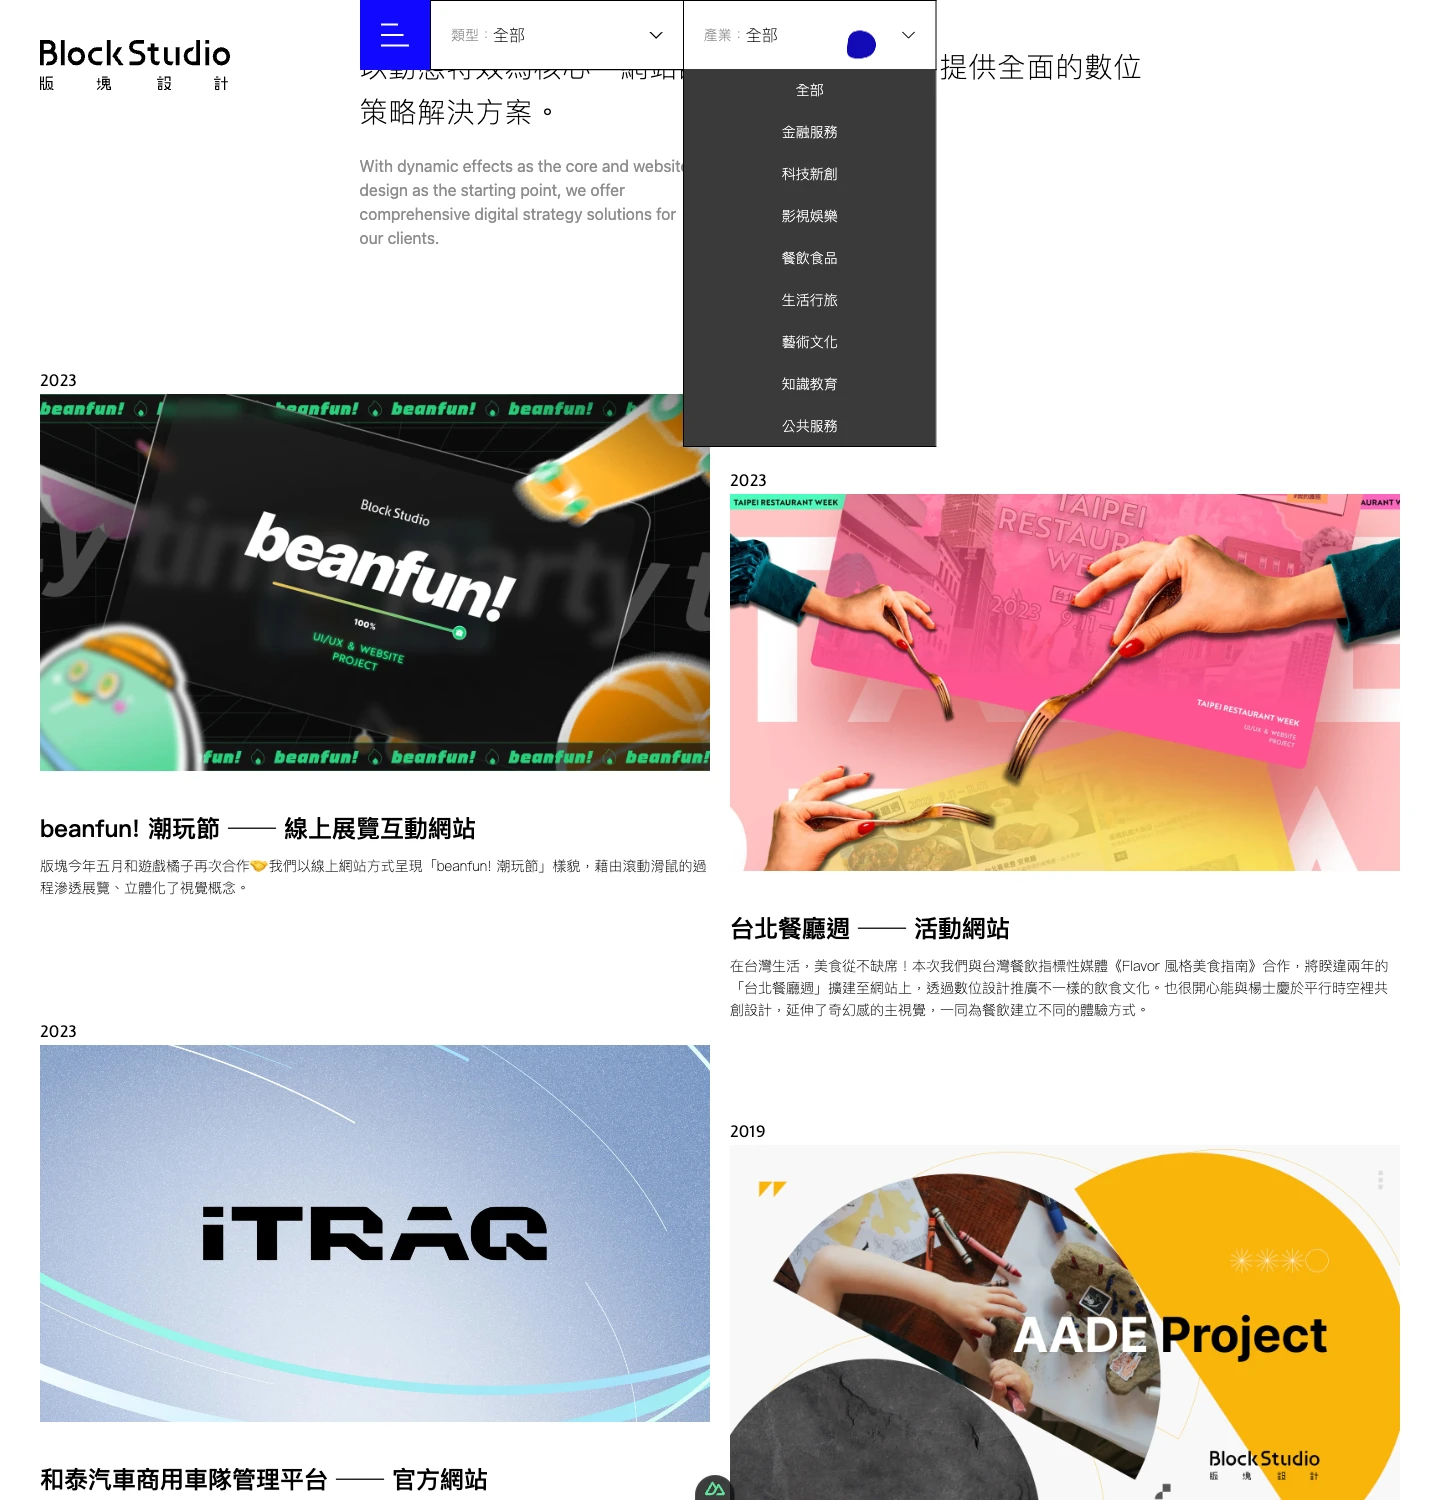 Block Studio
版塊設計
類型：全部
產業：全部
提供全面的數位
策略解決方案。
With dynamic effects as the core and website
design as the starting point, we offer
comprehensive digital strategy solutions for
our clients.
全部
金融服務
科技新創
影視娛樂
餐飲食品
生活行旅
藝術文化
知識教育
公共服務
2023
beanfun! beanfun! beanfun! beanfun!
Block Studio
beanfun!
100%
UI/UX & WEBSITE
PROJECT
beanfun! beanfun! beanfun!
beanfun! 潮玩節 —— 線上展覽互動網站
版塊今年五月和遊戲橘子再次合作🤝我們以線上網站方式呈現「beanfun! 潮玩節」樣貌，藉由滾動滑鼠的過
程滲透展覽、立體化了視覺概念。
2023
TAIPEI RESTAURANT WEEK
TAIPEI
RESTAURANT
WEEK
2023
TAIPEI RESTAURANT WEEK
UI/UX & WEBSITE
PROJECT
台北餐廳週 —— 活動網站
在台灣生活，美食從不缺席！本次我們與台灣餐飲指標性媒體《Flavor 風格美食指南》合作，將睽違兩年的
「台北餐廳週」擴建至網站上，透過數位設計推廣不一樣的飲食文化。也很開心能與楊士慶於平行時空裡共
創設計，延伸了奇幻感的主視覺，一同為餐飲建立不同的體驗方式。
2023
iTRAQ
和泰汽車商用車隊管理平台 —— 官方網站
2019
AADE Project
Block Studio
版塊設計